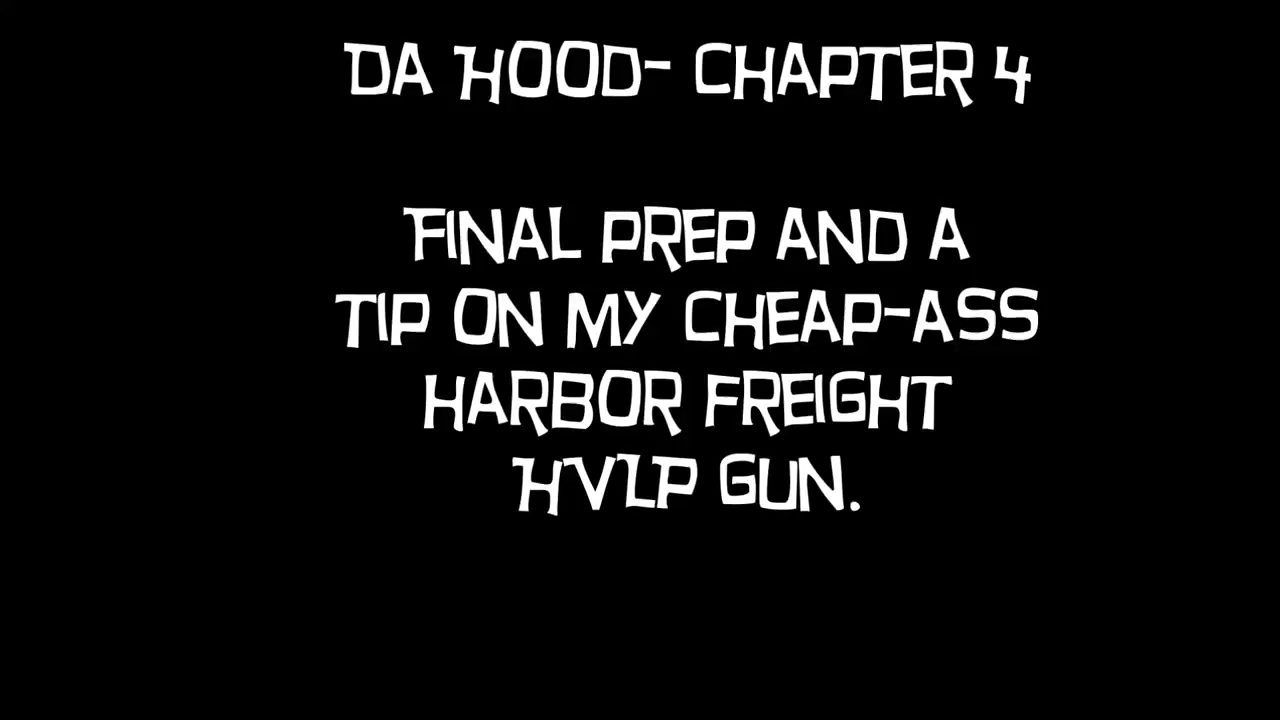 DA HOOD- CHAPTER 4
FINAL PREP AND A
TIP ON MY CHEAP-ASS
HARBOR FREIGHT
HVLP GUN.